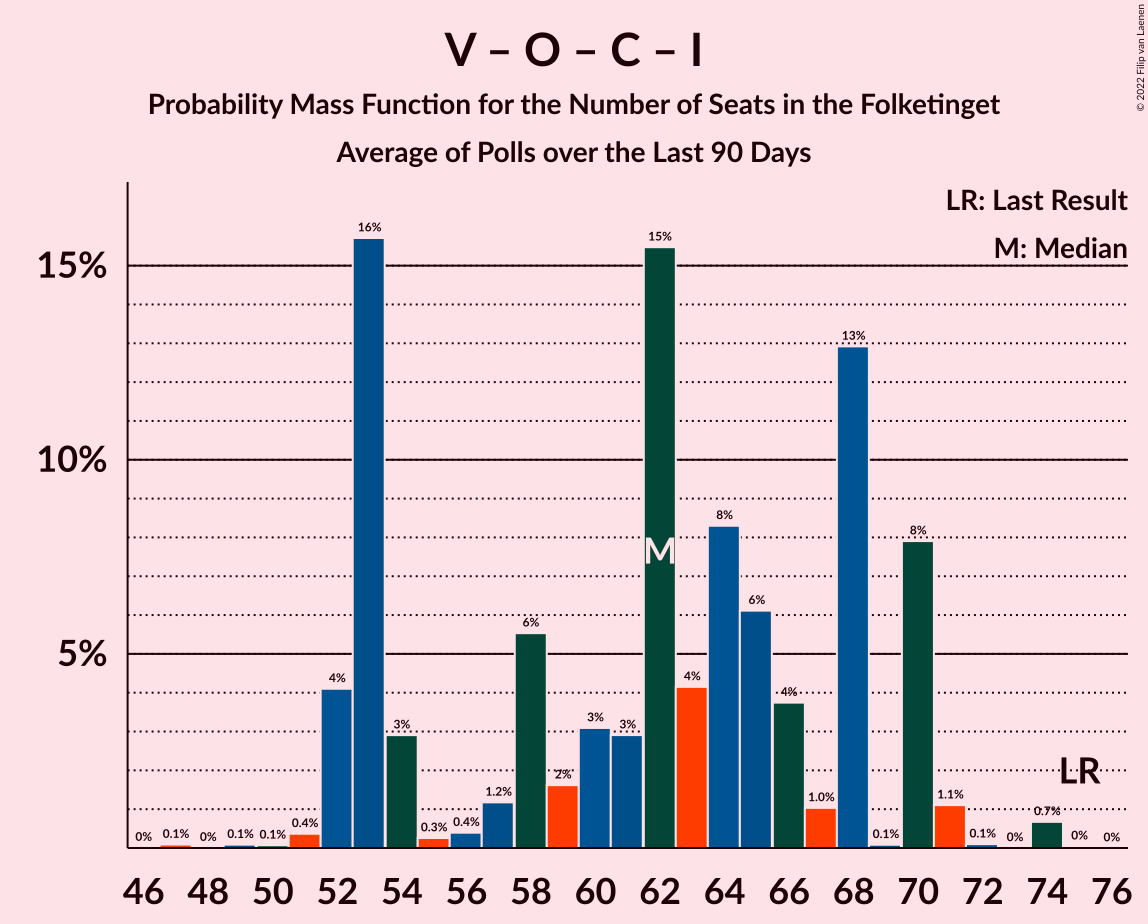 V – O – C – I
Probability Mass Function for the Number of Seats in the Folketinget
Average of Polls over the Last 90 Days
© 2022 Filip van Laenen
LR: Last Result
M: Median
15%
10%
5%
0% 0.1% 0% 0.1% 0.1% 0.4% 4% 16% 3% 0.3% 0.4% 1.2% 6% 2% 3% 3% 15% 4% 8% 6% 4% 1.0% 13% 0.1% 8% 1.1% 0.1% 0% 0.7% 0% 0%
M
LR
46 48 50 52 54 56 58 60 62 64 66 68 70 72 74 76